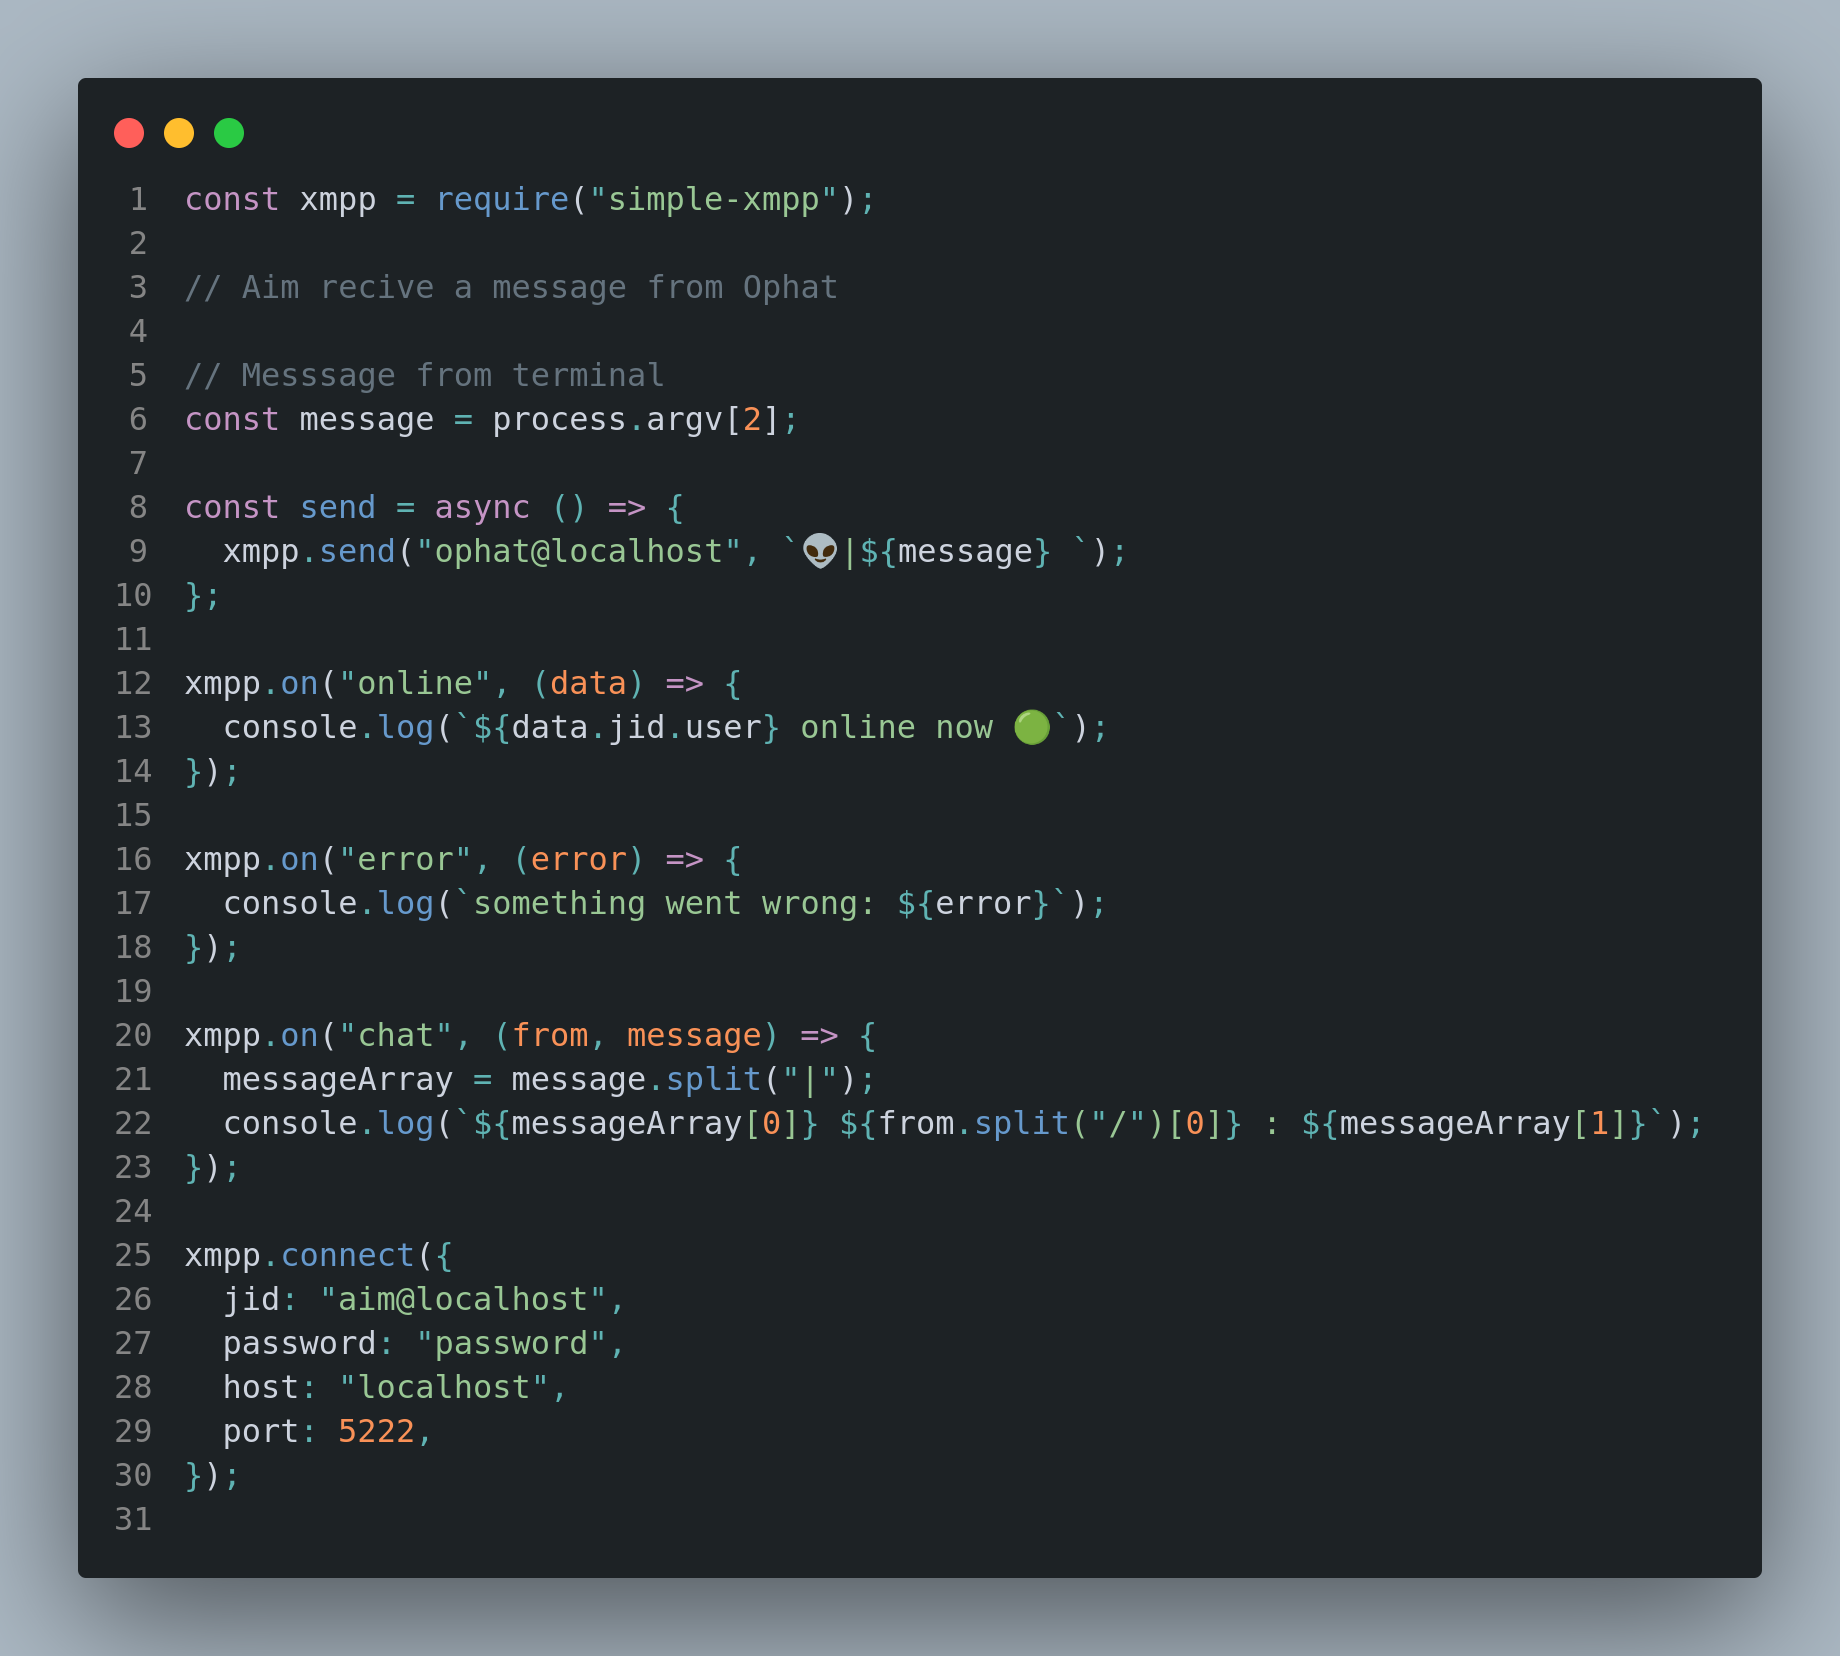 1 const xmpp = require("simple-xmpp");
2
3 // Aim recive a message from Ophat
4
5 // Messsage from terminal
6 const message = process.argv[2];
7
8 const send = async () => {
9   xmpp.send("ophat@localhost", `👽|${message} `);
10 };
11
12 xmpp.on("online", (data) => {
13   console.log(`${data.jid.user} online now 🟢`);
14 });
15
16 xmpp.on("error", (error) => {
17   console.log(`something went wrong: ${error}`);
18 });
19
20 xmpp.on("chat", (from, message) => {
21   messageArray = message.split("|");
22   console.log(`${messageArray[0]} ${from.split("/")[0]} : ${messageArray[1]}`);
23 });
24
25 xmpp.connect({
26   jid: "aim@localhost",
27   password: "password",
28   host: "localhost",
29   port: 5222,
30 });
31